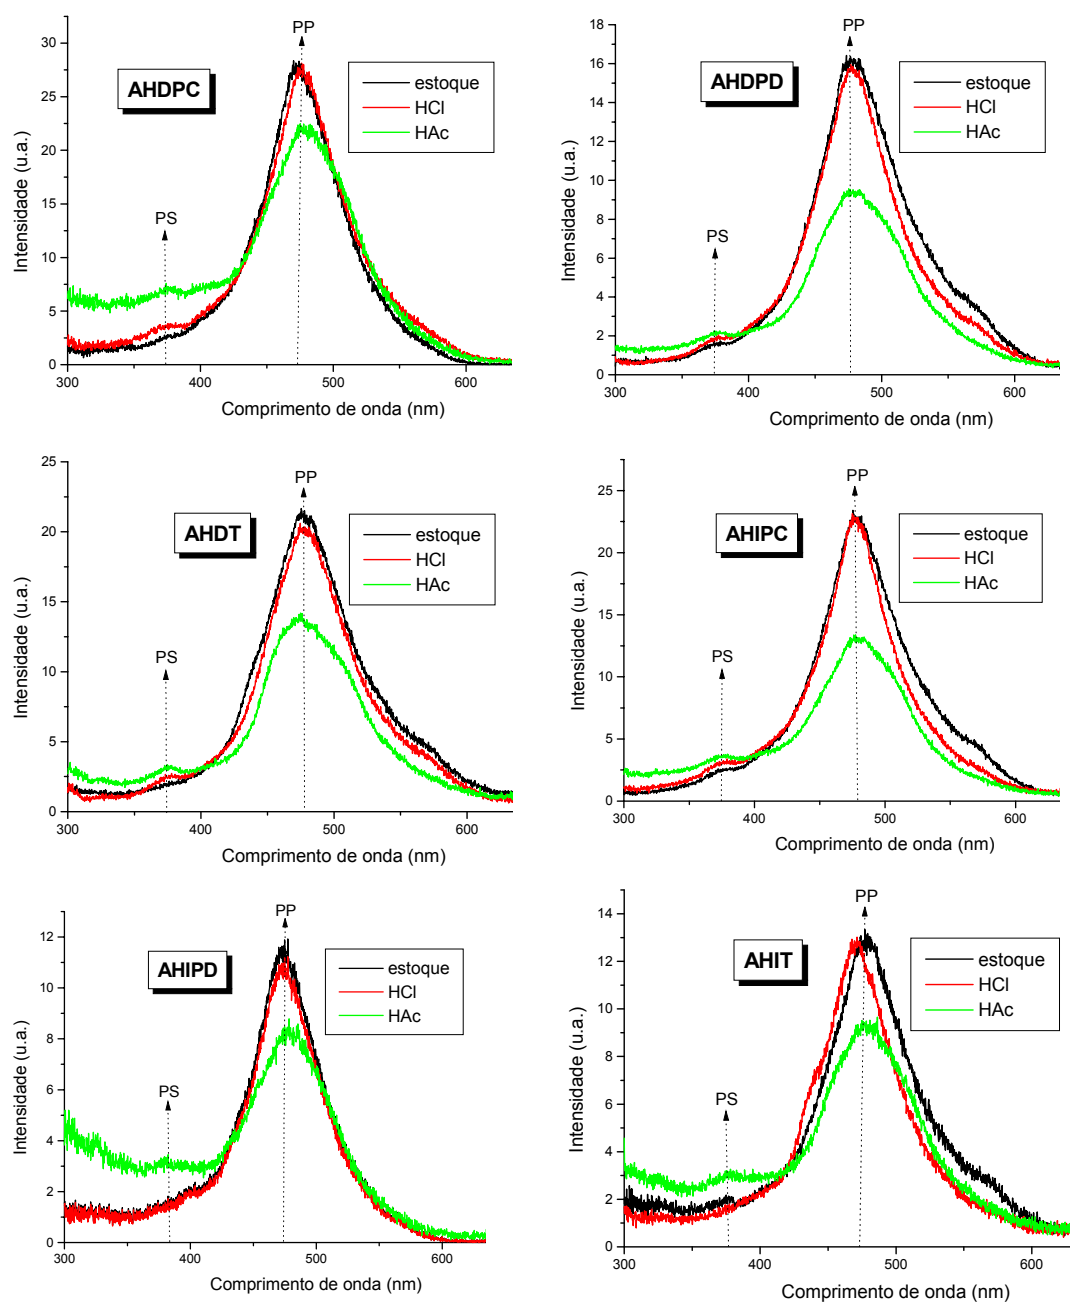 PP
30
AHDPC
estoque
25
HCl
HAc
20
Intensidade (u.a.)
15
PS
10
5
0
300
400
500
600
Comprimento de onda (nm)
18
PP
16
AHDPD
estoque
14
HCl
HAc
12
Intensidade (u.a.)
10
8
PS
6
4
2
0
300
400
500
600
Comprimento de onda (nm)
25
PP
AHDT
estoque
20
HCl
HAc
Intensidade (u.a.)
15
PS
10
5
0
300
400
500
600
Comprimento de onda (nm)
PP
25
AHIPC
estoque
HCl
20
HAc
Intensidade (u.a.)
15
PS
10
5
0
300
400
500
600
Comprimento de onda (nm)
PP
12
AHIPD
estoque
10
HCl
HAc
8
Intensidade (u.a.)
6
PS
4
2
0
300
400
500
600
Comprimento de onda (nm)
PP
14
AHIT
estoque
12
HCl
HAc
10
Intensidade (u.a.)
8
6
PS
4
2
0
300
400
500
600
Comprimento de onda (nm)